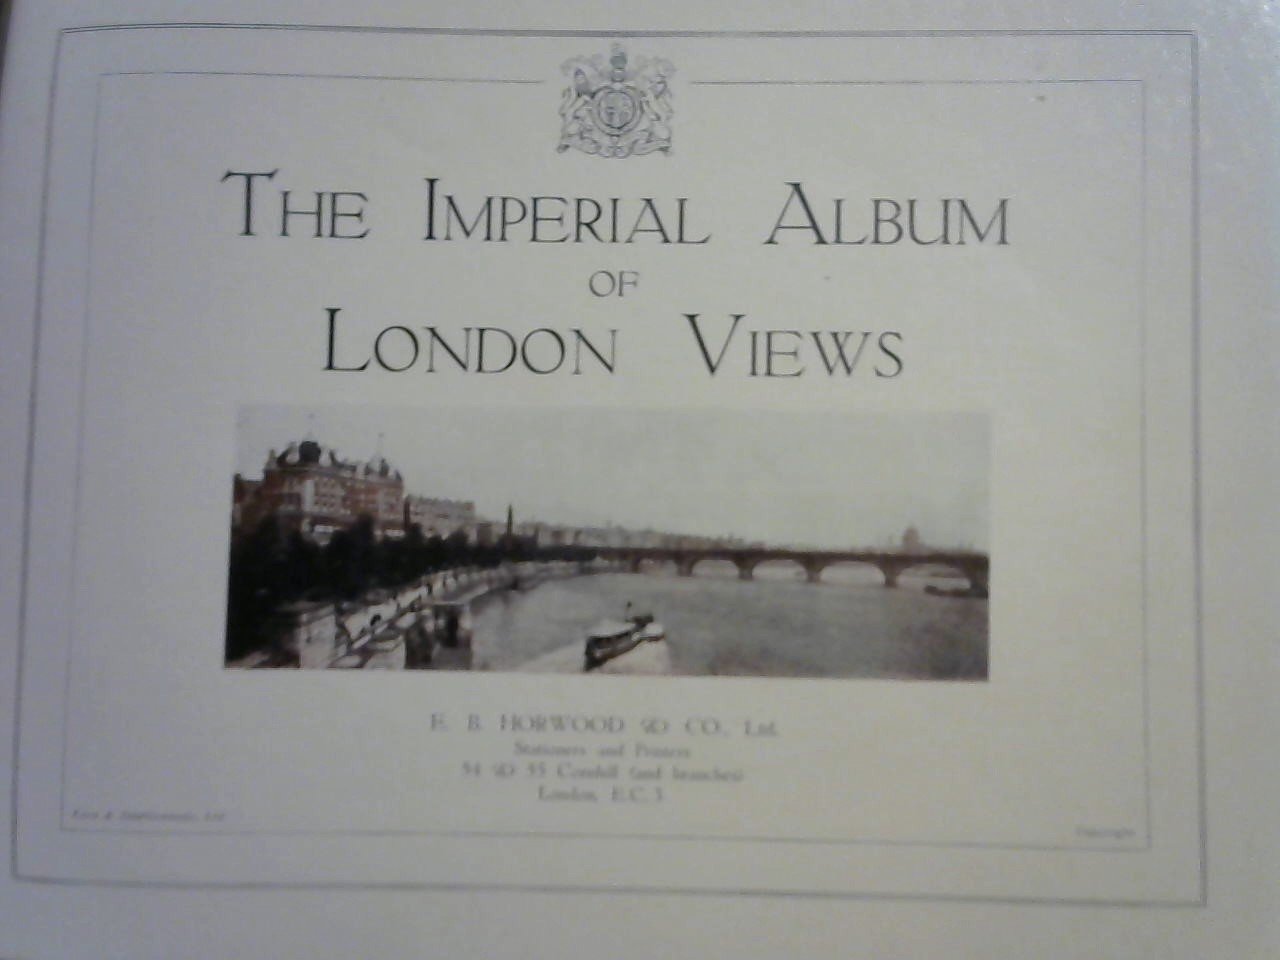 THE IMPERIAL ALBUM
OF
LONDON VIEWS
E. B. HORWOOD & CO., Ltd.
Stationers and Printers
54 & 55 Cornhill (and branches)
London, E.C. 3
Copyright